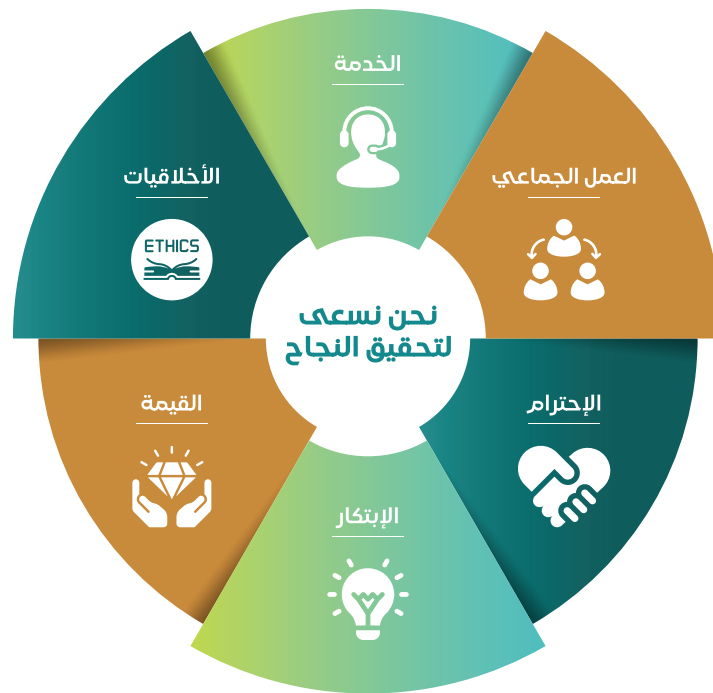 الخدمة
العمل الجماعي
الأخلاقيات
ETHICS
نحن نسعى
لتحقيق النجاح
الإحترام
القيمة
الإبتكار